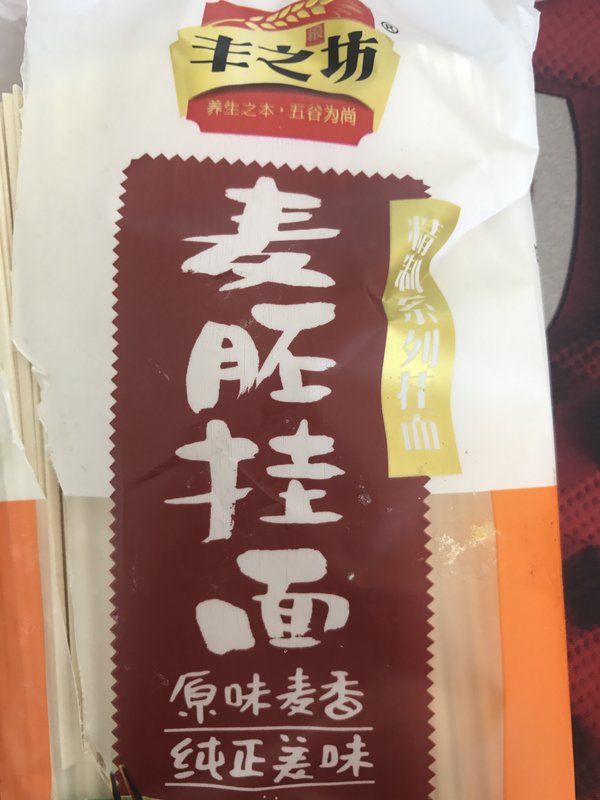 粮
丰之坊®
养生之本·五谷为尚
麦胚挂面
精制系列挂面
原味麦香
纯正美味